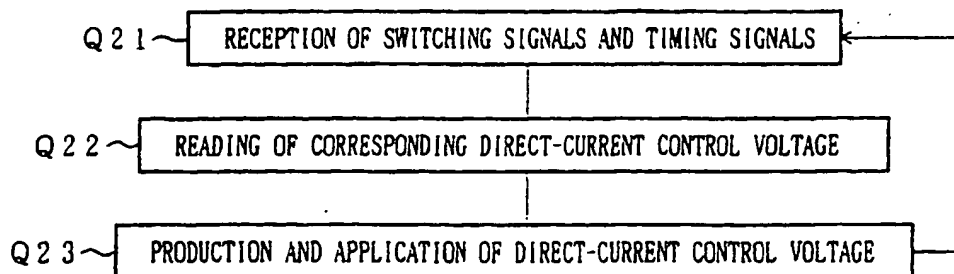 Q21 RECEPTION OF SWITCHING SIGNALS AND TIMING SIGNALS
Q22 READING OF CORRESPONDING DIRECT-CURRENT CONTROL VOLTAGE
Q23 PRODUCTION AND APPLICATION OF DIRECT-CURRENT CONTROL VOLTAGE